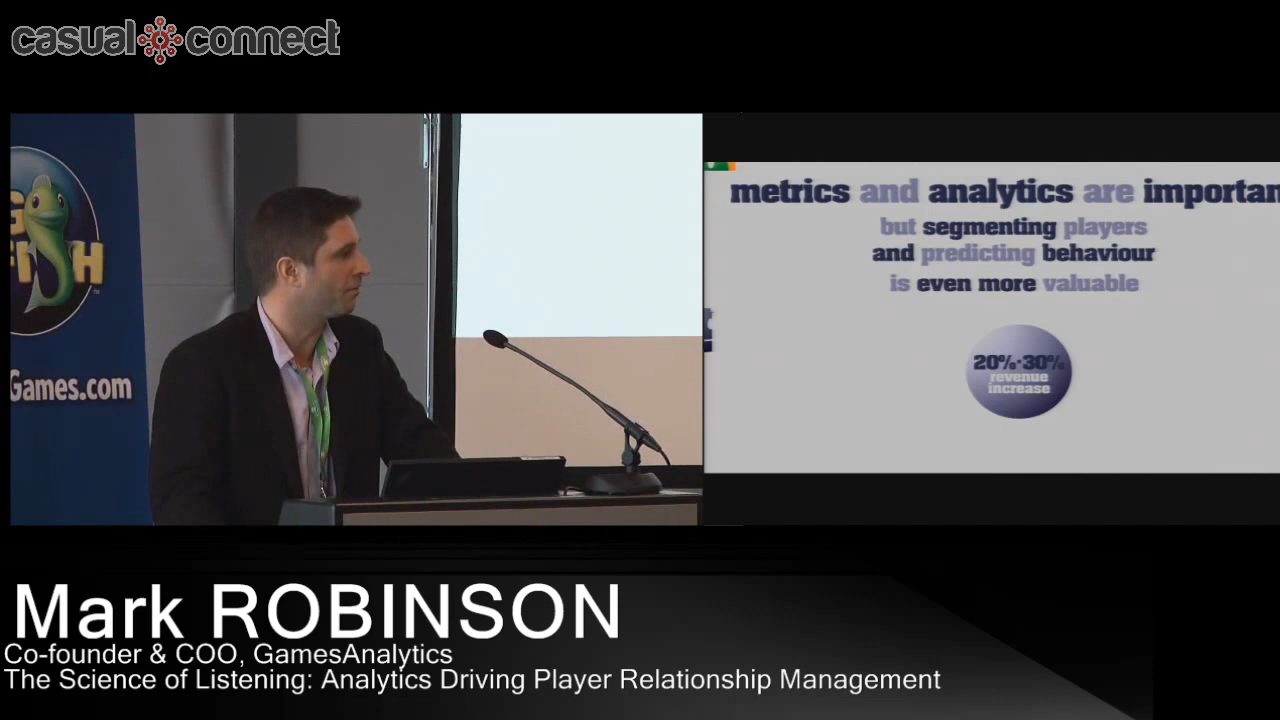 casual connect
G
FISH
Games.com
metrics and analytics are importan
but segmenting players
and predicting behaviour
is even more valuable
20%-30%
revenue
increase
Mark ROBINSON
Co-founder & COO, GamesAnalytics
The Science of Listening: Analytics Driving Player Relationship Management